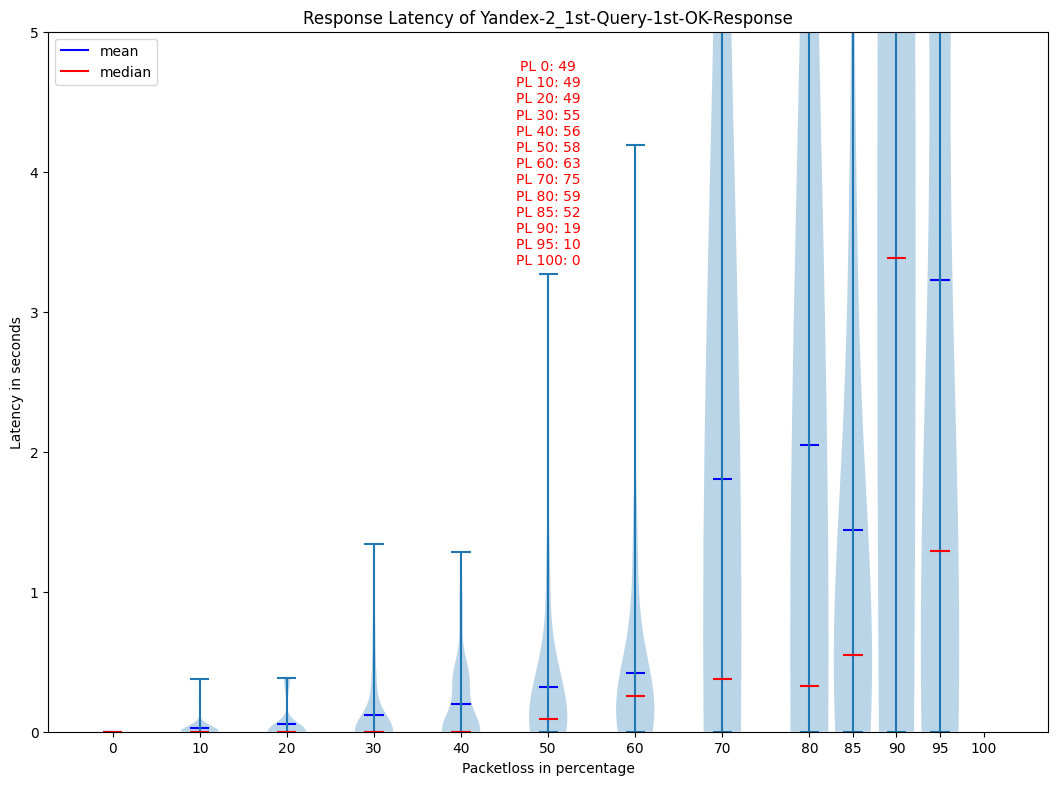 Response Latency of Yandex-2_1st-Query-1st-OK-Response
mean
median
PL 0: 49
PL 10: 49
PL 20: 49
PL 30: 55
PL 40: 56
PL 50: 58
PL 60: 63
PL 70: 75
PL 80: 59
PL 85: 52
PL 90: 19
PL 95: 10
PL 100: 0
Latency in seconds
5
4
3
2
1
0
0 10 20 30 40 50 60 70 80 85 90 95 100
Packetloss in percentage